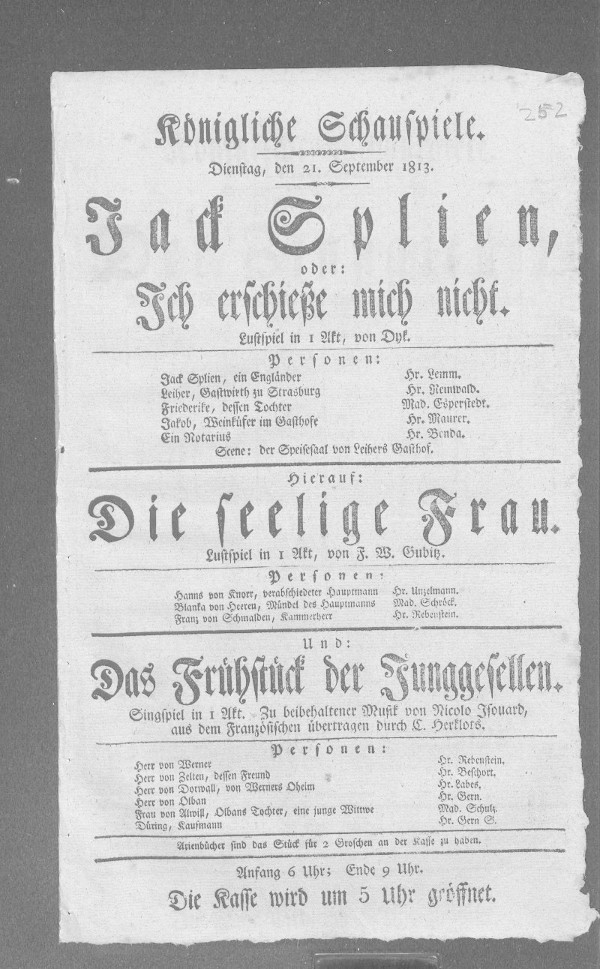 252
Königliche Schauspiele.
Dienstag, den 21. September 1813.
Jack Splien,
oder:
Ich erschieße mich nicht.
Lustspiel in 1 Akt, von Dyk.
Personen:
Jack Splien, ein Engländer Hr. Lemm.
Leiher, Gastwirth zu Strasburg Hr. Reinwald.
Friederike, dessen Tochter Mad. Esperstedt.
Jakob, Weinküfer im Gasthofe Hr. Maurer.
Ein Notarius Hr. Benda.
Scene: der Speisesaal von Leihers Gasthof.
Hierauf:
Die seelige Frau.
Lustspiel in 1 Akt, von F. W. Gubitz.
Personen:
Hanns von Knorr, verabschiedeter Hauptmann Hr. Unzelmann.
Blanka von Heeren, Mündel des Hauptmanns Mad. Schröck.
Franz von Schmalden, Kammerherr Hr. Rebenstein.
Und:
Das Frühstück der Junggesellen.
Singspiel in 1 Akt. Zu beibehaltener Musik von Nicolo Isouard,
aus dem Französischen übertragen durch C. Herklots.
Personen:
Herr von Werner Hr. Rebenstein.
Herr von Zelten, dessen Freund Hr. Beschort.
Herr von Dorwall, von Werners Oheim Hr. Labes.
Herr von Olban Hr. Gern.
Frau von Alwill, Olbans Tochter, eine junge Wittwe Mad. Schulz.
Düring, Kaufmann Hr. Gern S.
Arienbücher sind das Stück für 2 Groschen an der Kasse zu haben.
Anfang 6 Uhr; Ende 9 Uhr.
Die Kasse wird um 5 Uhr geöffnet.